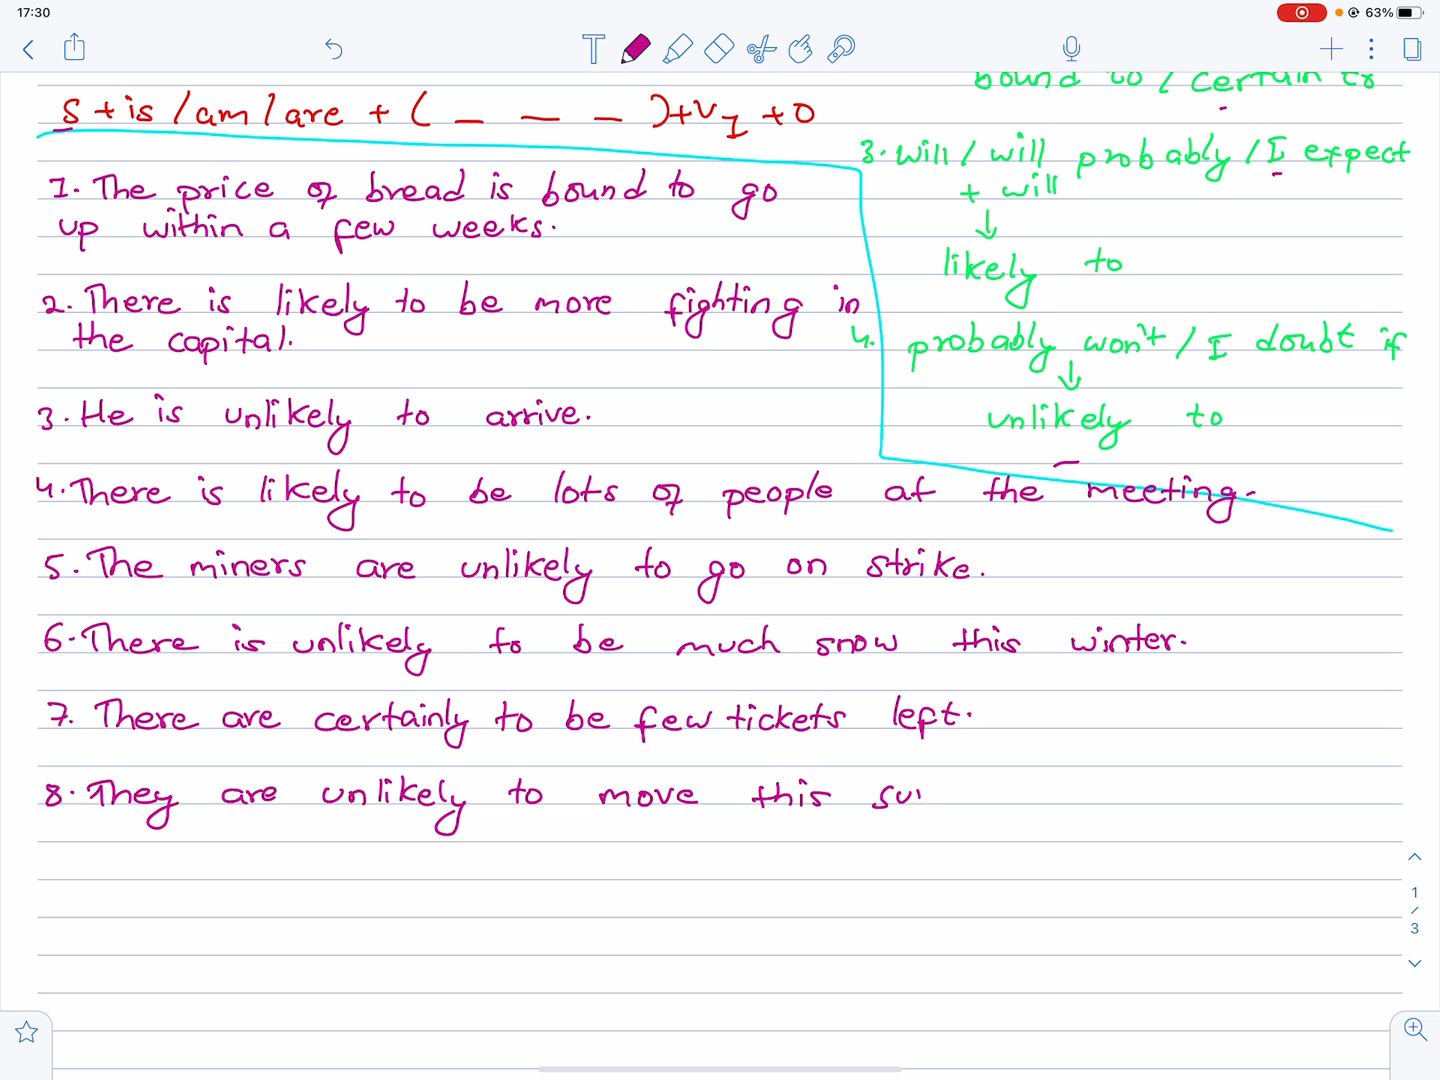 17:30
63%
bound to / certain to
S + is / am / are + ( _ _ _ ) + V1 + O
3. will / will probably / I expect
+ will
↓
likely to
4. probably won't / I doubt if
↓
unlikely to
1. The price of bread is bound to go
up within a few weeks.
2. There is likely to be more fighting in
the capital.
3. He is unlikely to arrive.
4. There is likely to be lots of people at the meeting.
5. The miners are unlikely to go on strike.
6. There is unlikely to be much snow this winter.
7. There are certainly to be few tickets left.
8. They are unlikely to move this
1
/
3